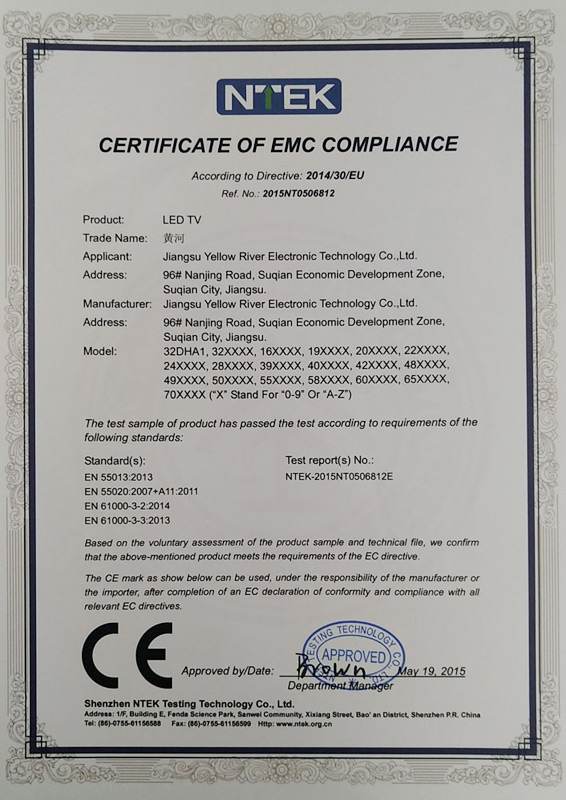 NTEK
CERTIFICATE OF EMC COMPLIANCE
According to Directive: 2014/30/EU
Ref. No.: 2015NT0506812
Product: LED TV
Trade Name: 黄河
Applicant: Jiangsu Yellow River Electronic Technology Co.,Ltd.
Address: 96# Nanjing Road, Suqian Economic Development Zone,
Suqian City, Jiangsu.
Manufacturer: Jiangsu Yellow River Electronic Technology Co.,Ltd.
Address: 96# Nanjing Road, Suqian Economic Development Zone,
Suqian City, Jiangsu.
Model: 32DHA1, 32XXXX, 16XXXX, 19XXXX, 20XXXX, 22XXXX,
24XXXX, 28XXXX, 39XXXX, 40XXXX, 42XXXX, 48XXXX,
49XXXX, 50XXXX, 55XXXX, 58XXXX, 60XXXX, 65XXXX,
70XXXX ("X" Stand For "0-9" Or "A-Z")
The test sample of product has passed the test according to requirements of the
following standards:
Standard(s): Test report(s) No.:
EN 55013:2013 NTEK-2015NT0506812E
EN 55020:2007+A11:2011
EN 61000-3-2:2014
EN 61000-3-3:2013
Based on the voluntary assessment of the product sample and technical file, we confirm
that the above-mentioned product meets the requirements of the EC directive.
The CE mark as show below can be used, under the responsibility of the manufacturer or
the importer, after completion of an EC declaration of conformity and compliance with all
relevant EC directives.
CE
TESTING TECHNOLOGY CO
APPROVED
Approved by/Date: Brown May 19, 2015
Department Manager
Shenzhen NTEK Testing Technology Co., Ltd.
Address: 1/F, Building E, Fenda Science Park, Sanwei Community, Xixiang Street, Bao' an District, Shenzhen P.R. China
Tel: (86)-0755-61156588 Fax: (86)-0755-61156599 Http: www.ntek.org.cn